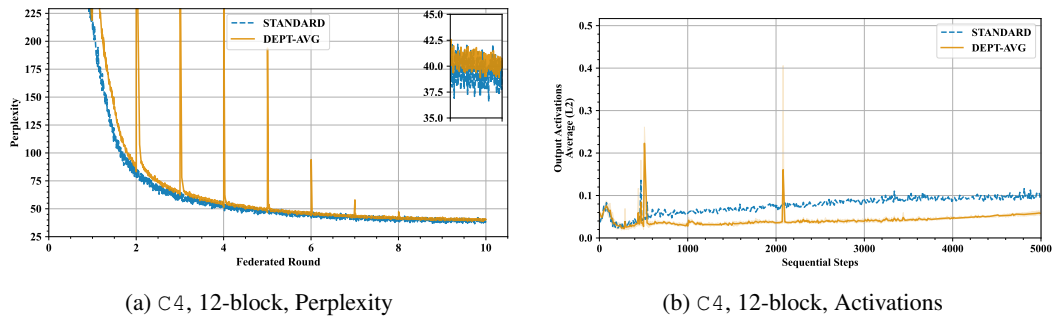 225
200
175
150
125
100
75
50
25
Perplexity
0
2
4
6
8
10
Federated Round
STANDARD
DEPT-AVG
45.0
42.5
40.0
37.5
35.0
(a) C4, 12-block, Perplexity
0.5
0.4
0.3
0.2
0.1
0.0
Output Activations
Average (L2)
0
1000
2000
3000
4000
5000
Sequential Steps
STANDARD
DEPT-AVG
(b) C4, 12-block, Activations